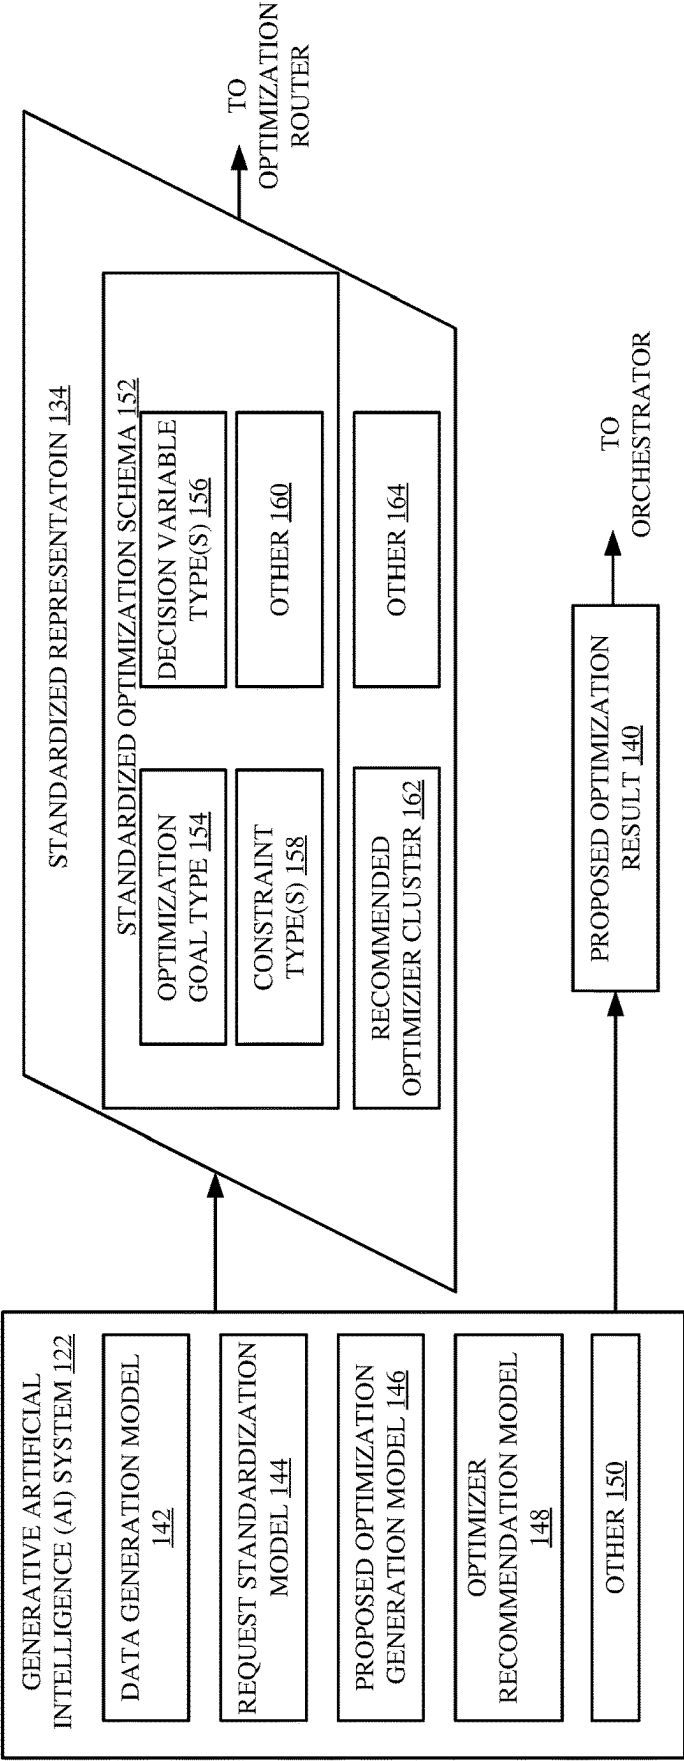 GENERATIVE ARTIFICIAL
INTELLIGENCE (AI) SYSTEM 122
DATA GENERATION MODEL
142
REQUEST STANDARDIZATION
MODEL 144
PROPOSED OPTIMIZATION
GENERATION MODEL 146
OPTIMIZER
RECOMMENDATION MODEL
148
OTHER 150
STANDARDIZED REPRESENTATOIN 134
STANDARDIZED OPTIMIZATION SCHEMA 152
OPTIMIZATION
GOAL TYPE 154
DECISION VARIABLE
TYPE(S) 156
CONSTRAINT
TYPE(S) 158
OTHER 160
RECOMMENDED
OPTIMIZIER CLUSTER 162
OTHER 164
TO
OPTIMIZATION
ROUTER
PROPOSED OPTIMIZATION
RESULT 140
TO
ORCHESTRATOR